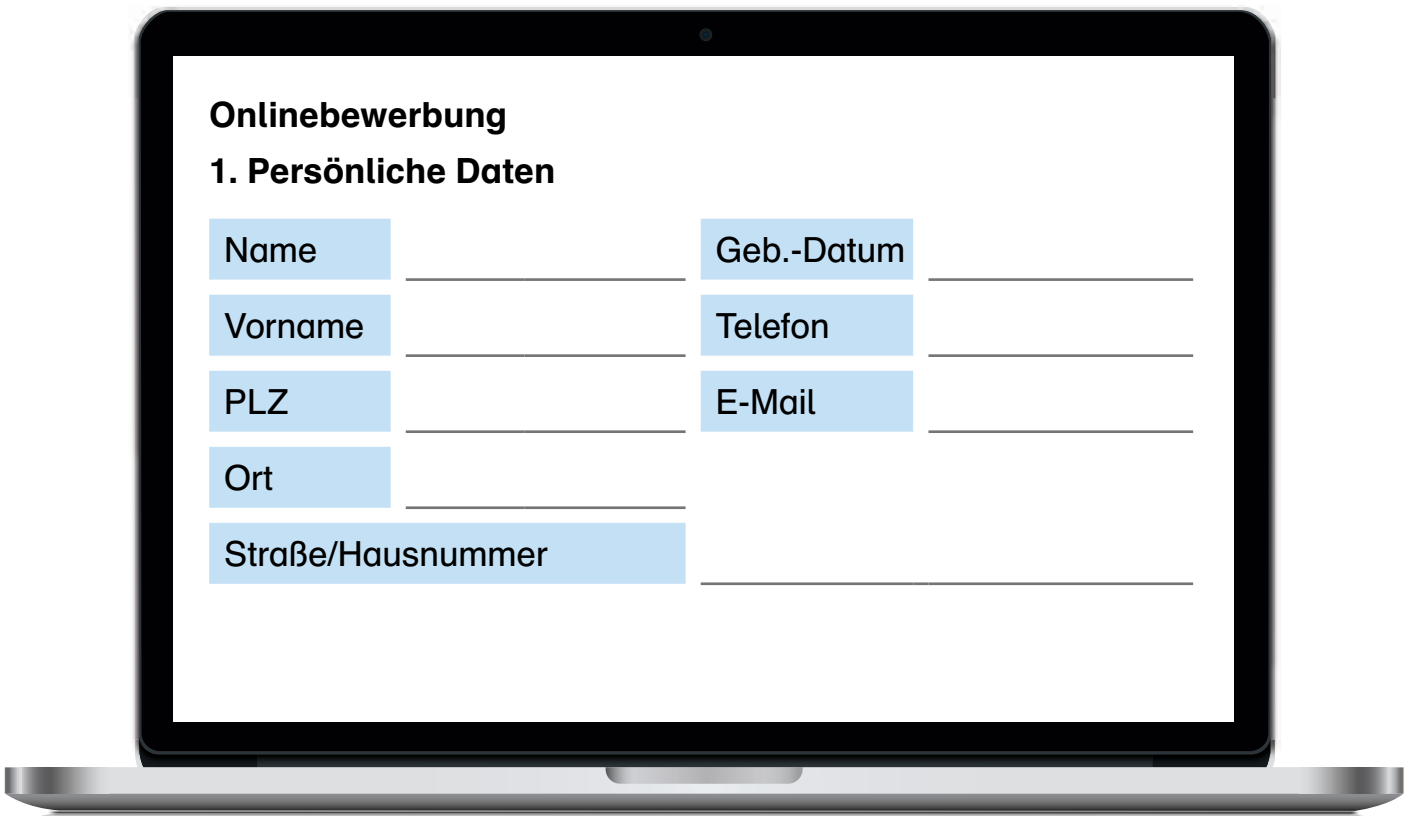 Onlinebewerbung
1. Persönliche Daten
Name Geb.-Datum
Vorname Telefon
PLZ E-Mail
Ort
Straße/Hausnummer